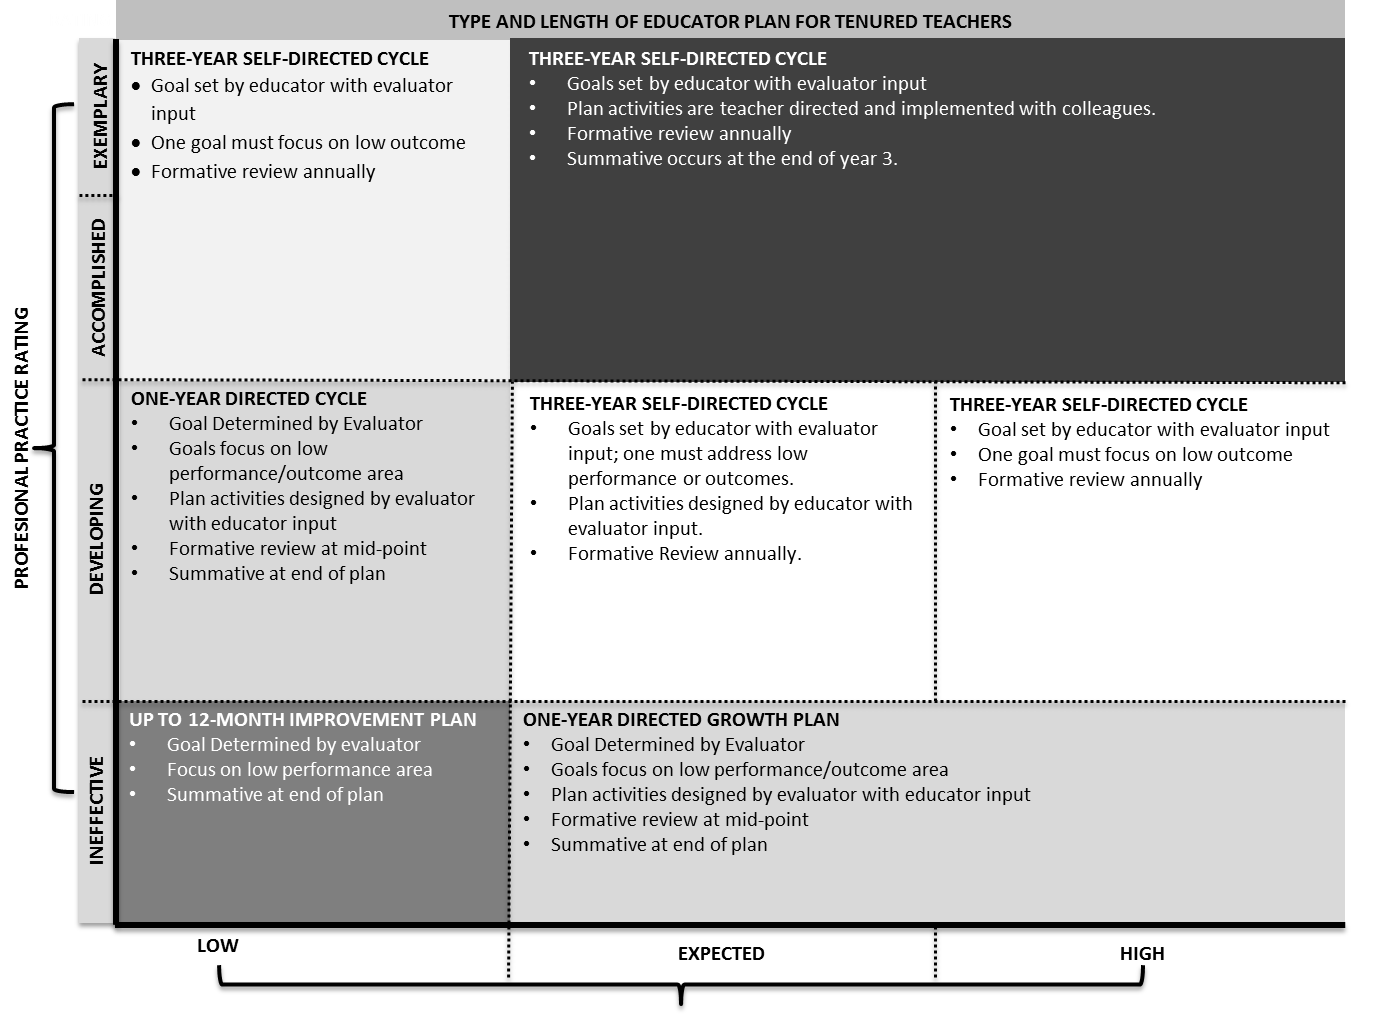 TYPE AND LENGTH OF EDUCATOR PLAN FOR TENURED TEACHERS
PROFESIONAL PRACTICE RATING
EXEMPLARY
ACCOMPLISHED
THREE-YEAR SELF-DIRECTED CYCLE
• Goal set by educator with evaluator
input
• One goal must focus on low outcome
• Formative review annually
THREE-YEAR SELF-DIRECTED CYCLE
• Goals set by educator with evaluator input
• Plan activities are teacher directed and implemented with colleagues.
• Formative review annually
• Summative occurs at the end of year 3.
DEVELOPING
ONE-YEAR DIRECTED CYCLE
• Goal Determined by Evaluator
• Goals focus on low
performance/outcome area
• Plan activities designed by evaluator
with educator input
• Formative review at mid-point
• Summative at end of plan
THREE-YEAR SELF-DIRECTED CYCLE
• Goals set by educator with evaluator
input; one must address low
performance or outcomes.
• Plan activities designed by educator with
evaluator input.
• Formative Review annually.
THREE-YEAR SELF-DIRECTED CYCLE
• Goal set by educator with evaluator input
• One goal must focus on low outcome
• Formative review annually
INEFFECTIVE
UP TO 12-MONTH IMPROVEMENT PLAN
• Goal Determined by evaluator
• Focus on low performance area
• Summative at end of plan
ONE-YEAR DIRECTED GROWTH PLAN
• Goal Determined by Evaluator
• Goals focus on low performance/outcome area
• Plan activities designed by evaluator with educator input
• Formative review at mid-point
• Summative at end of plan
LOW
EXPECTED
HIGH